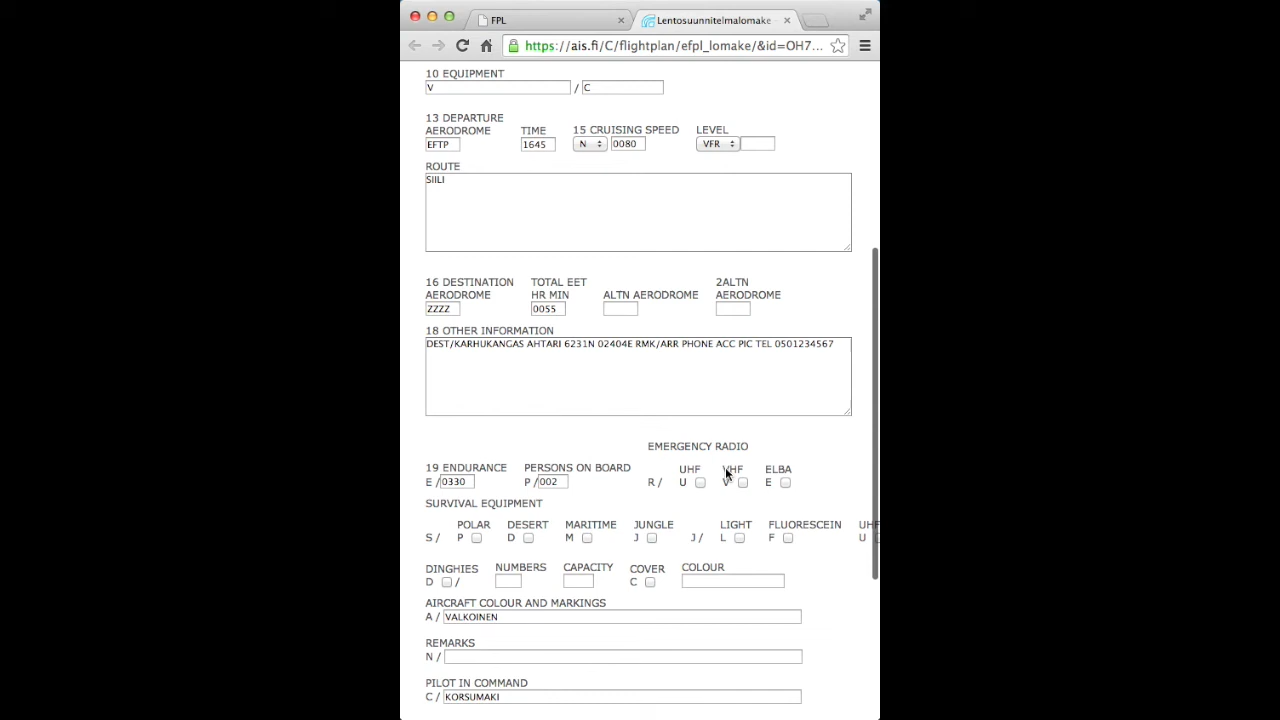 FPL
Lentosuunnitelmalomake
https://ais.fi/C/flightplan/efpl_lomake/&id=OH7...
10 EQUIPMENT
V / C
13 DEPARTURE
AERODROME TIME 15 CRUISING SPEED LEVEL
EFTP 1645 N 0080 VFR
ROUTE
SIILI
16 DESTINATION TOTAL EET 2ALTN
AERODROME HR MIN ALTN AERODROME AERODROME
ZZZZ 0055
18 OTHER INFORMATION
DEST/KARHUKANGAS AHTARI 6231N 02404E RMK/ARR PHONE ACC PIC TEL 0501234567
EMERGENCY RADIO
19 ENDURANCE PERSONS ON BOARD UHF VHF ELBA
E /0330 P /002 R / U V E
SURVIVAL EQUIPMENT
POLAR DESERT MARITIME JUNGLE LIGHT FLUORESCEIN UHF
S / P D M J J / L F U
DINGHIES NUMBERS CAPACITY COVER COLOUR
D / C
AIRCRAFT COLOUR AND MARKINGS
A / VALKOINEN
REMARKS
N /
PILOT IN COMMAND
C / KORSUMAKI